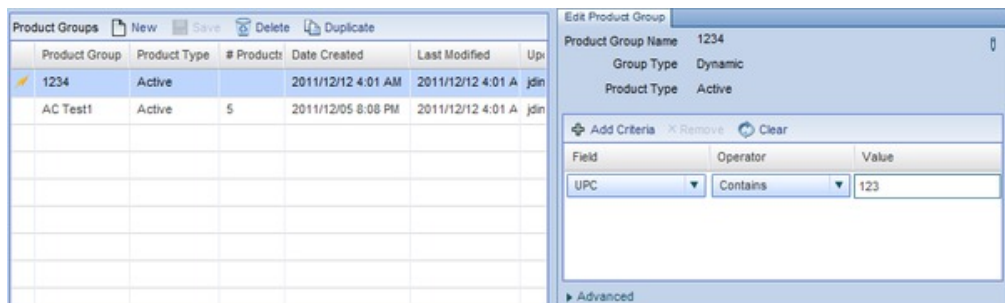 Product Groups New Save Delete Duplicate
Product Group Product Type # Products Date Created Last Modified
1234 Active 2011/12/12 4:01 AM 2011/12/12 4:01 A jdin
AC Test1 Active 5 2011/12/05 8:08 PM 2011/12/12 4:01 A jdin
Edit Product Group
Product Group Name 1234
Group Type Dynamic
Product Type Active
Add Criteria Remove Clear
Field Operator Value
UPC Contains 123
Advanced